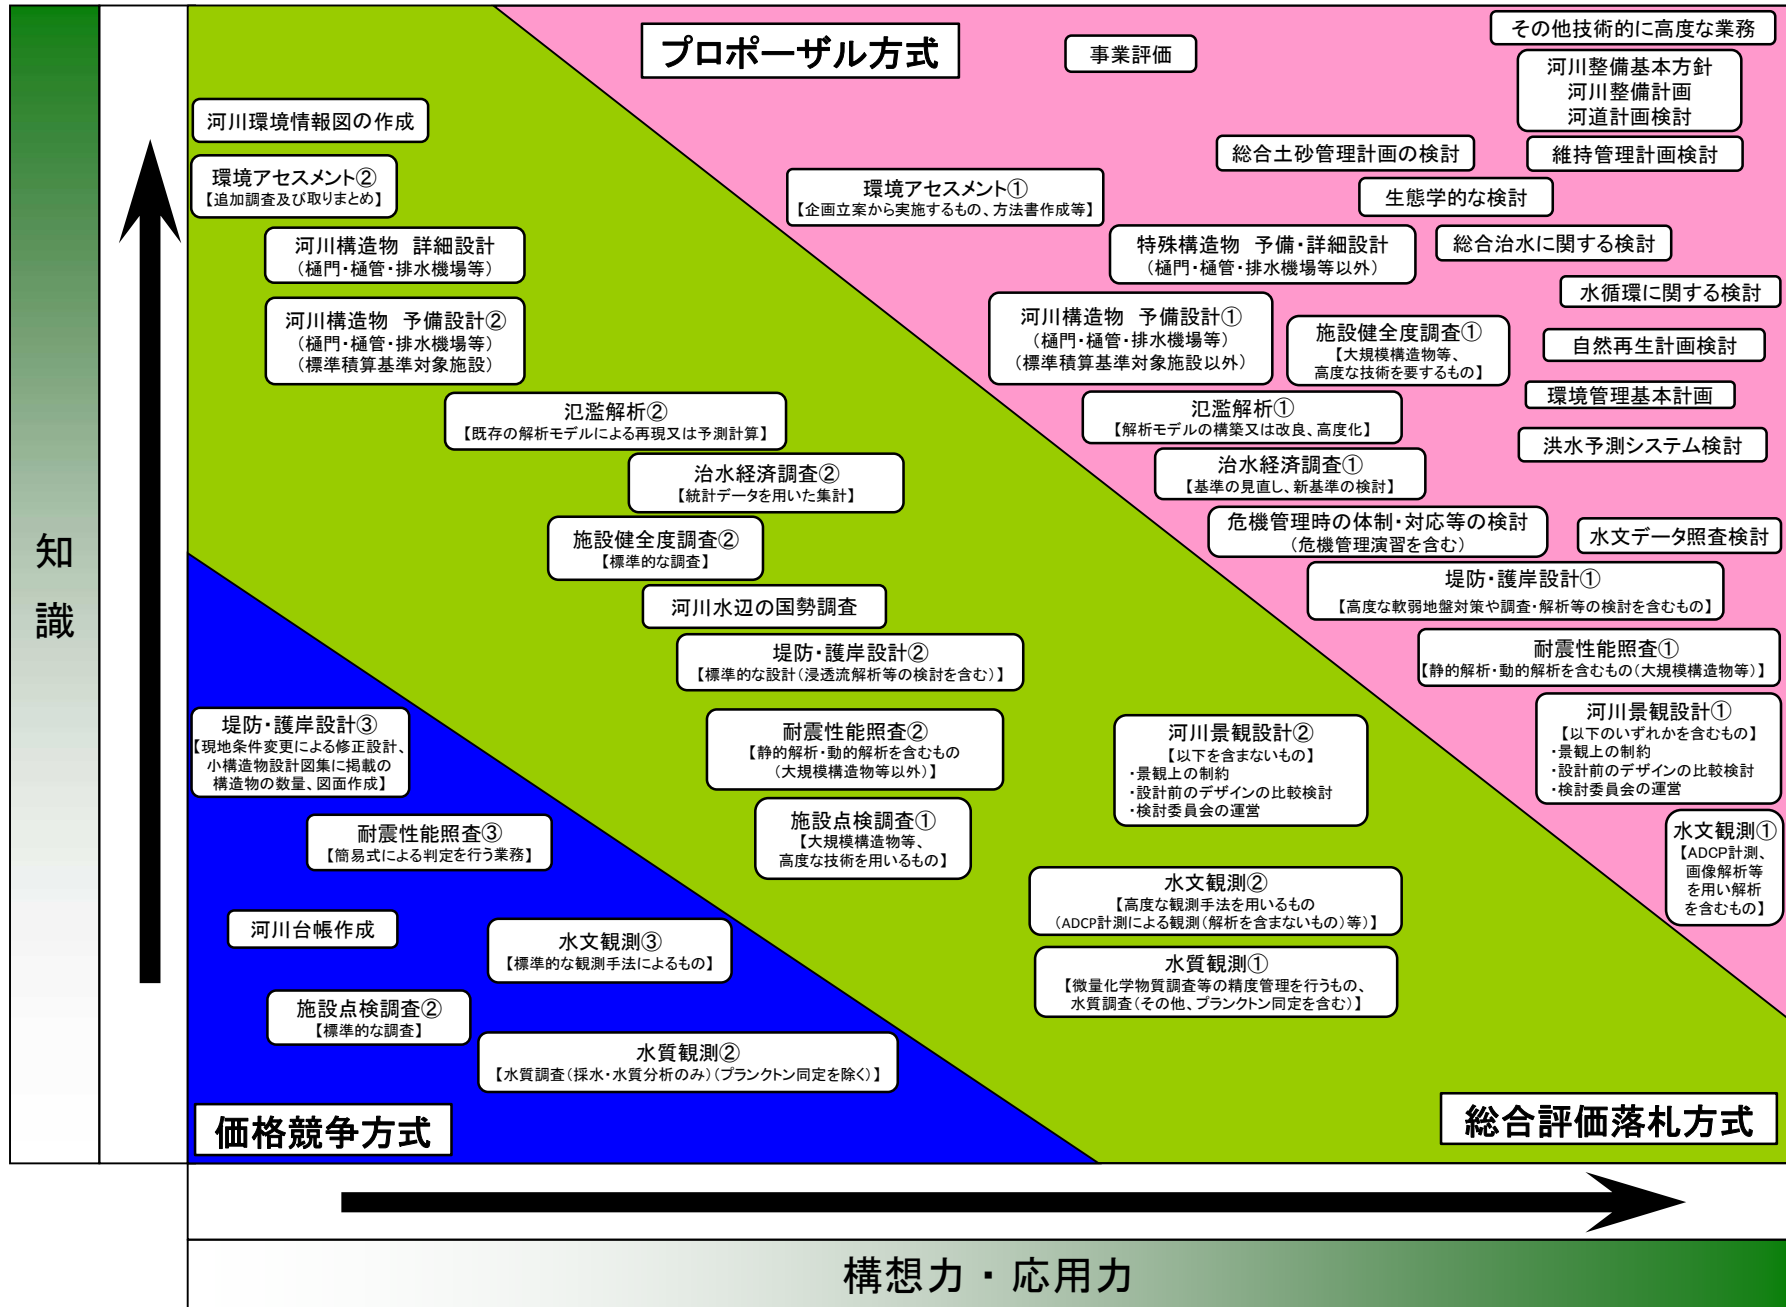 プロポーザル方式
事業評価
その他技術的に高度な業務
河川整備基本方針
河川整備計画
河道計画検討
河川環境情報図の作成
総合土砂管理計画の検討
維持管理計画検討
環境アセスメント②
【追加調査及び取りまとめ】
環境アセスメント①
【企画立案から実施するもの、方法書作成等】
生態学的な検討
河川構造物 詳細設計
(樋門・樋管・排水機場等)
特殊構造物 予備・詳細設計
(樋門・樋管・排水機場等以外)
総合治水に関する検討
水循環に関する検討
河川構造物 予備設計②
(樋門・樋管・排水機場等)
(標準積算基準対象施設)
河川構造物 予備設計①
(樋門・樋管・排水機場等)
(標準積算基準対象施設以外)
施設健全度調査①
【大規模構造物等、
高度な技術を要するもの】
自然再生計画検討
環境管理基本計画
氾濫解析②
【既存の解析モデルによる再現又は予測計算】
氾濫解析①
【解析モデルの構築又は改良、高度化】
洪水予測システム検討
治水経済調査②
【統計データを用いた集計】
治水経済調査①
【基準の見直し、新基準の検討】
施設健全度調査②
【標準的な調査】
危機管理時の体制・対応等の検討
(危機管理演習を含む)
水文データ照査検討
知
識
河川水辺の国勢調査
堤防・護岸設計①
【高度な軟弱地盤対策や調査・解析等の検討を含むもの】
堤防・護岸設計②
【標準的な設計(浸透流解析等の検討を含む)】
耐震性能照査①
【静的解析・動的解析を含むもの(大規模構造物等)】
堤防・護岸設計③
【現地条件変更による修正設計、
小構造物設計図集に掲載の
構造物の数量、図面作成】
耐震性能照査②
【静的解析・動的解析を含むもの
(大規模構造物等以外)】
河川景観設計②
【以下を含まないもの】
・景観上の制約
・設計前のデザインの比較検討
・検討委員会の運営
河川景観設計①
【以下のいずれかを含むもの】
・景観上の制約
・設計前のデザインの比較検討
・検討委員会の運営
耐震性能照査③
【簡易式による判定を行う業務】
施設点検調査①
【大規模構造物等、
高度な技術を用いるもの】
水文観測①
【ADCP計測、
画像解析等
を用い解析
を含むもの】
水文観測②
【高度な観測手法を用いるもの
(ADCP計測による観測(解析を含まないもの)等)】
河川台帳作成
水文観測③
【標準的な観測手法によるもの】
水質観測①
【微量化学物質調査等の精度管理を行うもの、
水質調査(その他、プランクトン同定を含む)】
施設点検調査②
【標準的な調査】
水質観測②
【水質調査(採水・水質分析のみ)(プランクトン同定を除く)】
価格競争方式
総合評価落札方式
構想力・応用力